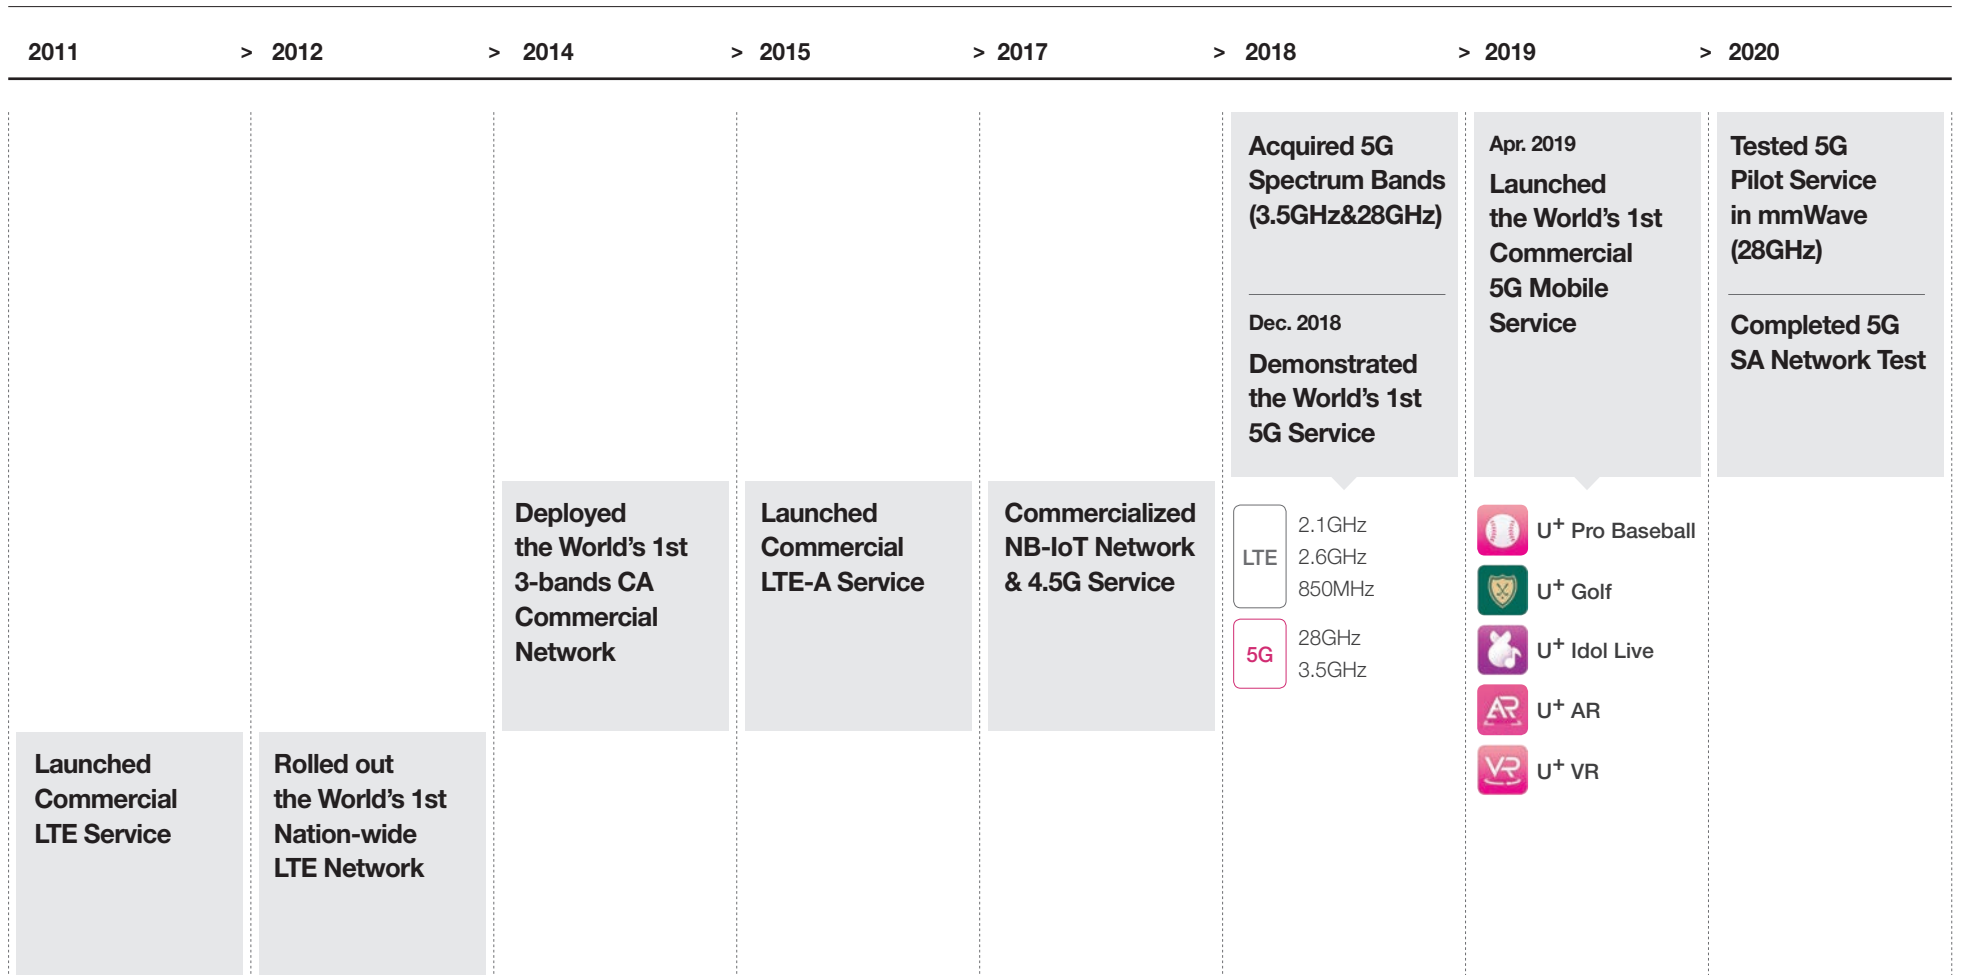 2011 > 2012 > 2014 > 2015 > 2017 > 2018 > 2019 > 2020
Launched
Commercial
LTE Service
Rolled out
the World's 1st
Nation-wide
LTE Network
Deployed
the World's 1st
3-bands CA
Commercial
Network
Launched
Commercial
LTE-A Service
Commercialized
NB-IoT Network
& 4.5G Service
Acquired 5G
Spectrum Bands
(3.5GHz&28GHz)
Dec. 2018
Demonstrated
the World's 1st
5G Service
LTE
2.1GHz
2.6GHz
850MHz
5G
28GHz
3.5GHz
Apr. 2019
Launched
the World's 1st
Commercial
5G Mobile
Service
U+ Pro Baseball
U+ Golf
U+ Idol Live
AR U+ AR
VR U+ VR
Tested 5G
Pilot Service
in mmWave
(28GHz)
Completed 5G
SA Network Test